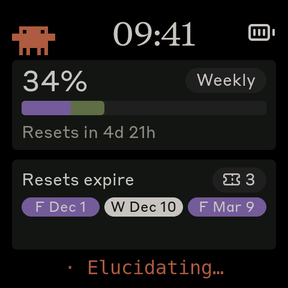 09:41
34% Weekly
Resets in 4d 21h
Resets expire 3
F Dec 1 W Dec 10 F Mar 9
· Elucidating…